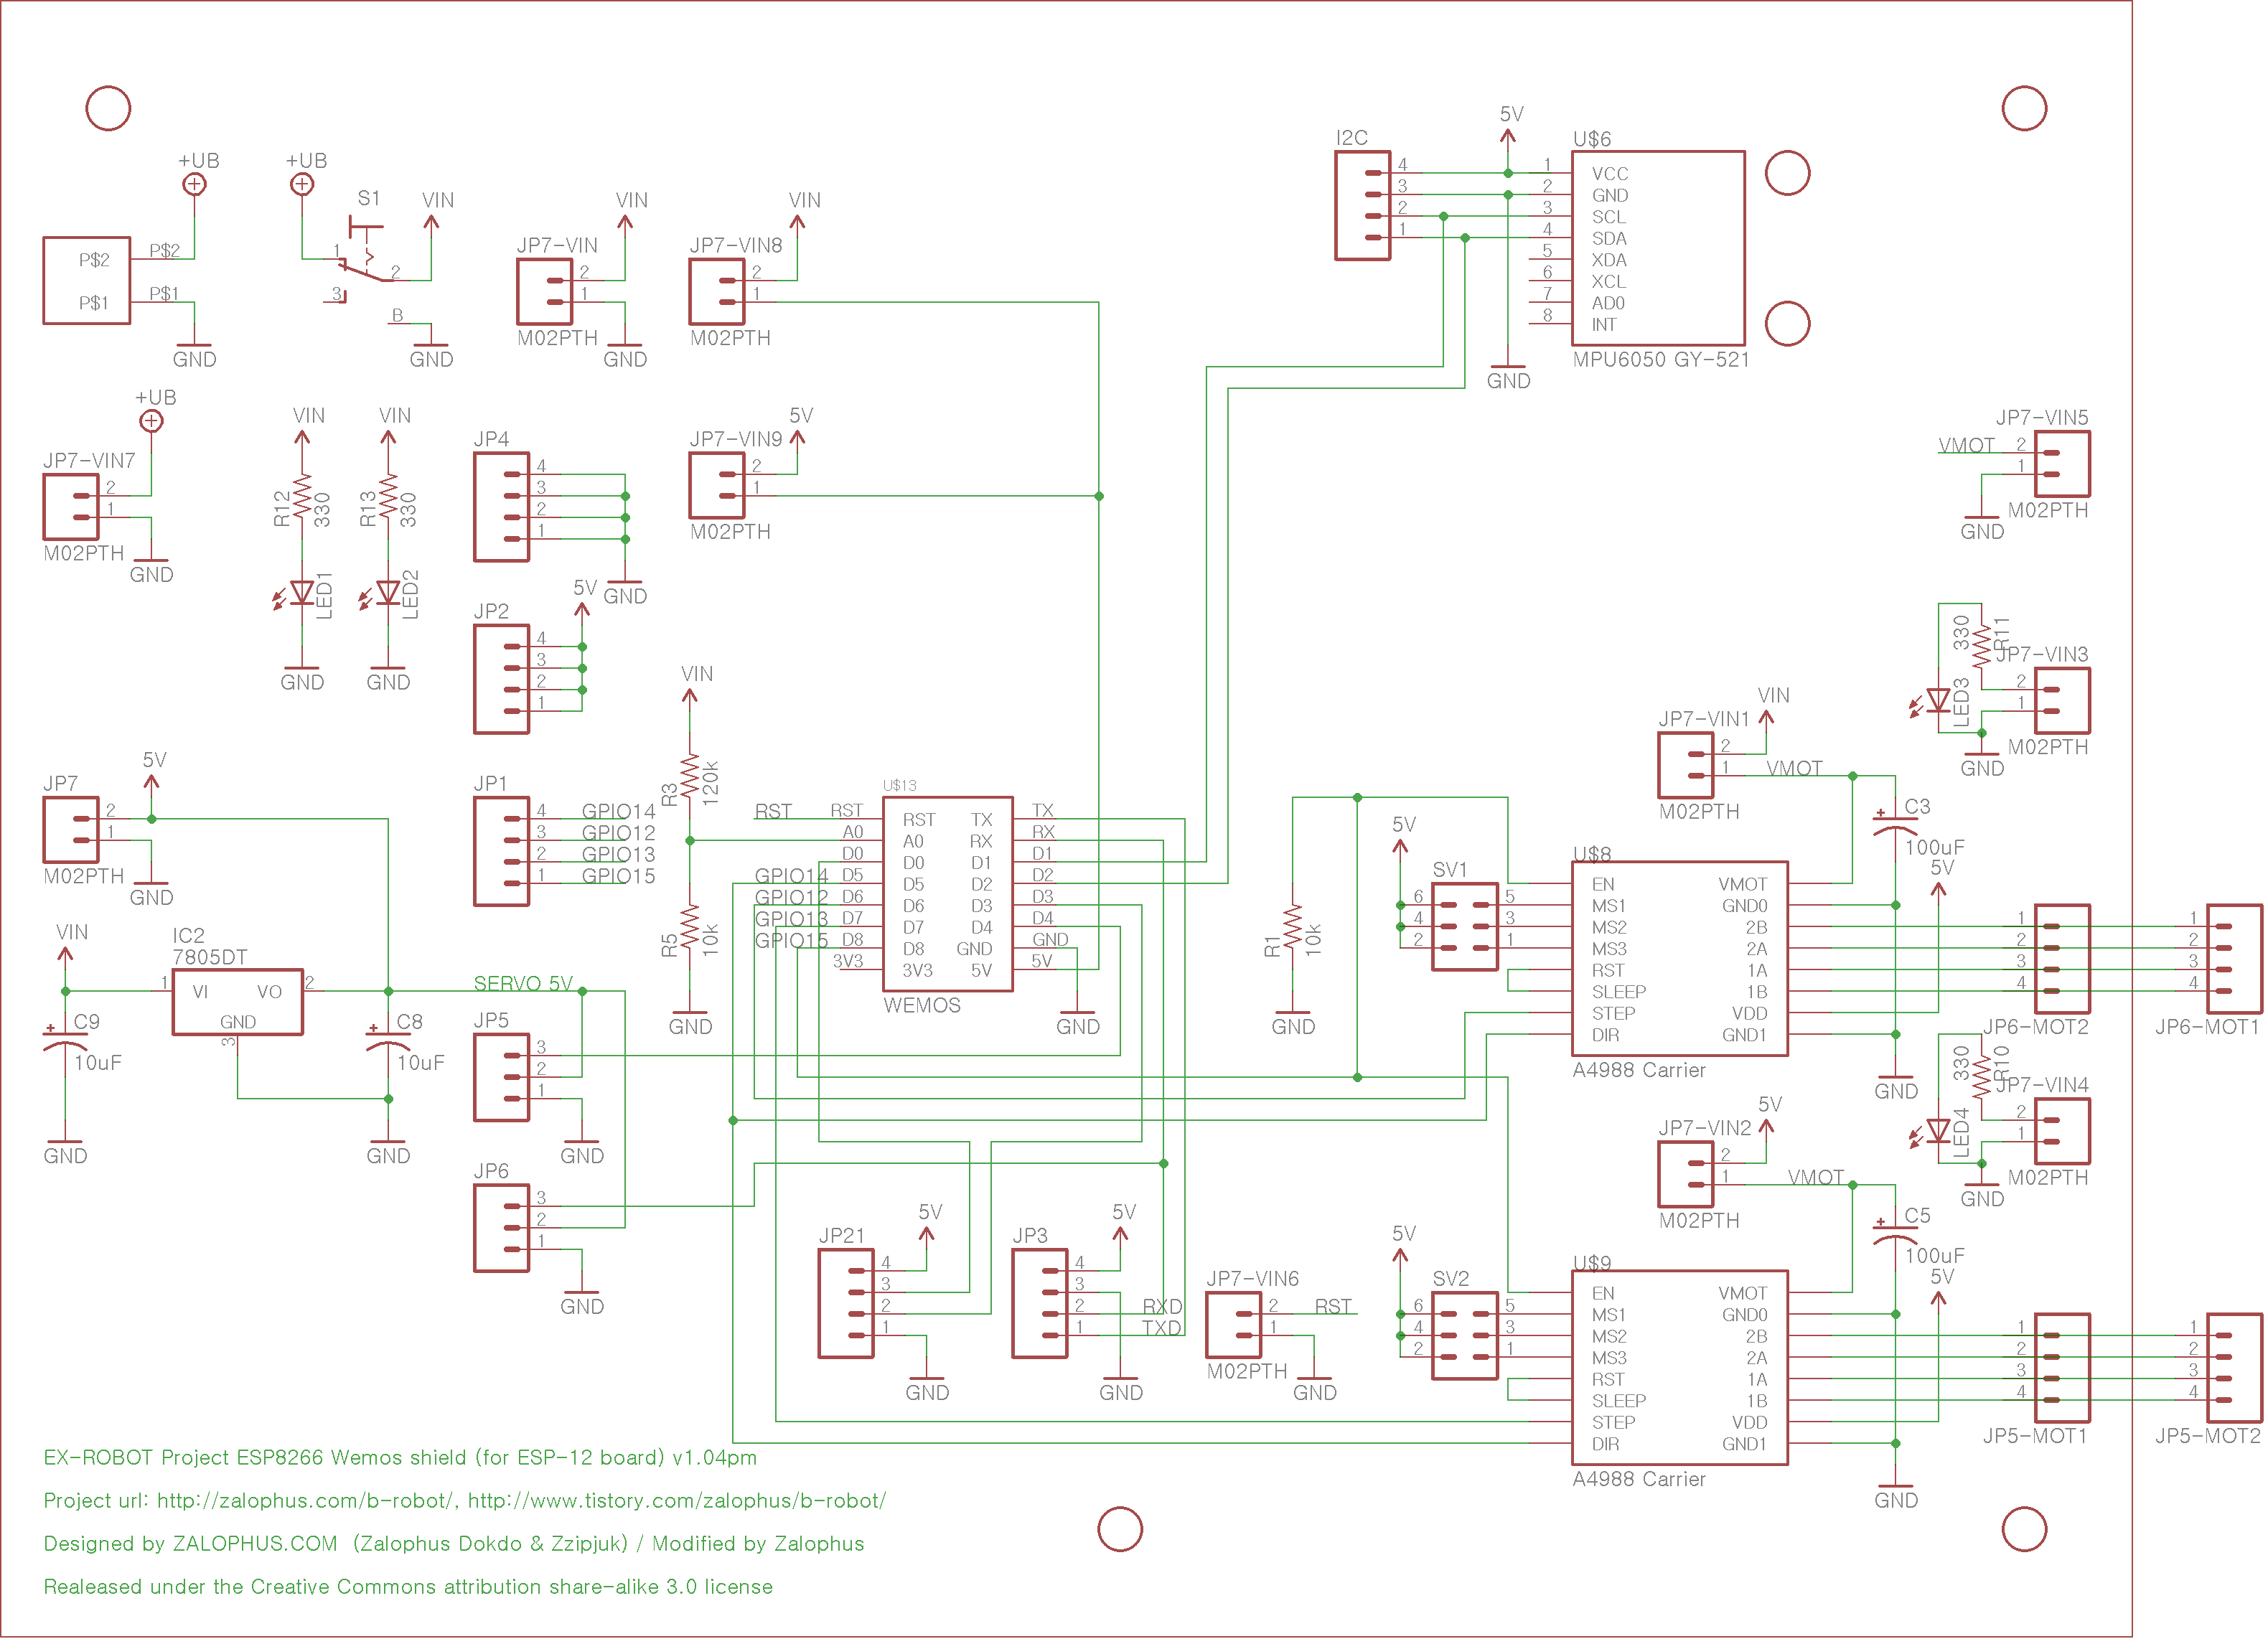 +UB
P$2
P$2
P$1
P$1
GND
+UB
S1
VIN
1
2
3
B
GND
JP7-VIN
VIN
2
1
M02PTH
GND
JP7-VIN8
VIN
2
1
M02PTH
I2C
4
3
2
1
5V
GND
U$6
1 VCC
2 GND
3 SCL
4 SDA
5 XDA
6 XCL
7 AD0
8 INT
MPU6050 GY-521
+UB
JP7-VIN7
2
1
M02PTH
GND
VIN
R12
330
LED1
GND
VIN
R13
330
LED2
GND
JP4
4
3
2
1
GND
JP7-VIN9
5V
2
1
M02PTH
JP7-VIN5
VMOT 2
1
GND M02PTH
JP2
5V
4
3
2
1
VIN
R3
120k
R5
10k
GND
330
R11
LED3
JP7-VIN3
2
1
M02PTH
GND
JP7
5V
2
1
M02PTH
GND
JP1
4 GPIO14
3 GPIO12
2 GPIO13
1 GPIO15
U$13
RST RST RST TX TX
A0 A0 RX RX
D0 D0 D1 D1
GPIO14 D5 D5 D2 D2
GPIO12 D6 D6 D3 D3
GPIO13 D7 D7 D4 D4
GPIO15 D8 D8 GND GND
3V3 3V3 5V 5V
WEMOS
GND
JP7-VIN1
VIN
2
1 VMOT
M02PTH
C3
100uF
5V
R1
10k
GND
5V
SV1
6 5
4 3
2 1
U$8
EN VMOT
MS1 GND0
MS2 2B
MS3 2A
RST 1A
SLEEP 1B
STEP VDD
DIR GND1
A4988 Carrier
GND
1
2
3
4
JP6-MOT2
1
2
3
4
JP6-MOT1
VIN
IC2
7805DT
1 VI VO 2
GND
3
C9
10uF
GND
C8
10uF
GND
SERVO 5V
JP5
3
2
1
GND
JP6
3
2
1
GND
330
R10
LED4
JP7-VIN4
2
1
M02PTH
GND
JP7-VIN2
5V
2
1 VMOT
M02PTH
C5
100uF
5V
JP21
5V
4
3
2
1
GND
JP3
5V
4
3
2 RXD
1 TXD
GND
JP7-VIN6
2 RST
1
M02PTH
GND
5V
SV2
6 5
4 3
2 1
U$9
EN VMOT
MS1 GND0
MS2 2B
MS3 2A
RST 1A
SLEEP 1B
STEP VDD
DIR GND1
A4988 Carrier
GND
1
2
3
4
JP5-MOT1
1
2
3
4
JP5-MOT2
EX-ROBOT Project ESP8266 Wemos shield (for ESP-12 board) v1.04pm
Project url: http://zalophus.com/b-robot/, http://www.tistory.com/zalophus/b-robot/
Designed by ZALOPHUS.COM (Zalophus Dokdo & Zzipjuk) / Modified by Zalophus
Realeased under the Creative Commons attribution share-alike 3.0 license